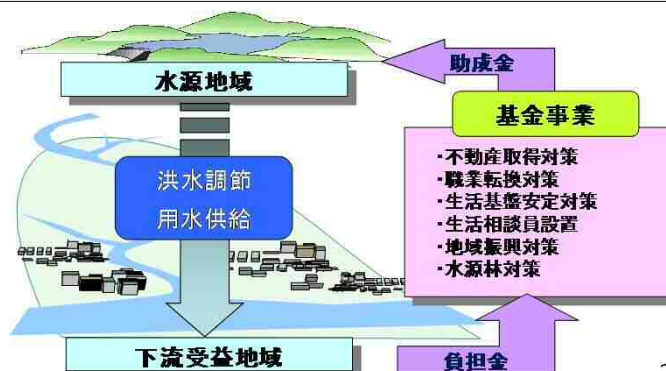 助成金
水源地域
基金事業
・不動産取得対策
・職業転換対策
・生活基盤安定対策
・生活相談員設置
・地域振興対策
・水源林対策
洪水調節
用水供給
下流受益地域
負担金